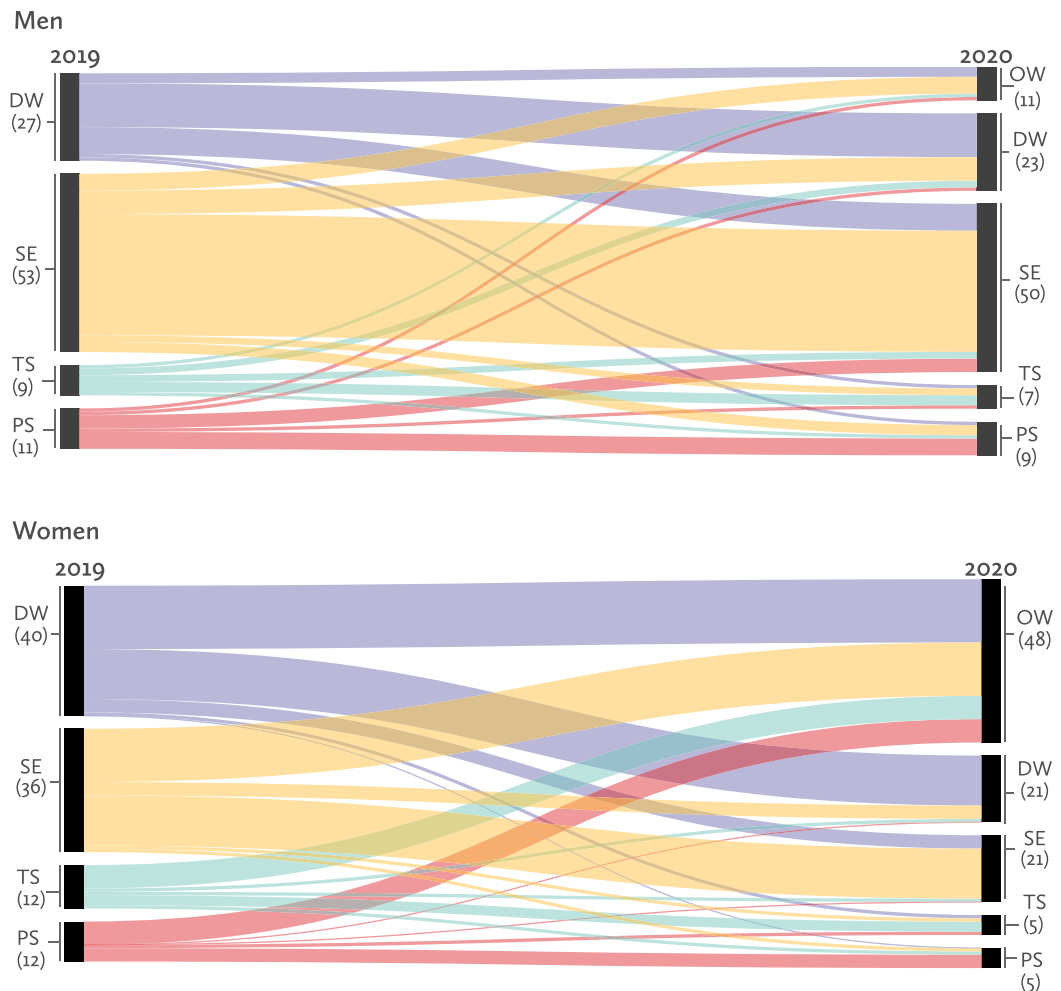 Men
2019
2020
DW
(27)
SE
(53)
TS
(9)
PS
(11)
OW
(11)
DW
(23)
SE
(50)
TS
(7)
PS
(9)
Women
2019
2020
DW
(40)
SE
(36)
TS
(12)
PS
(12)
OW
(48)
DW
(21)
SE
(21)
TS
(5)
PS
(5)